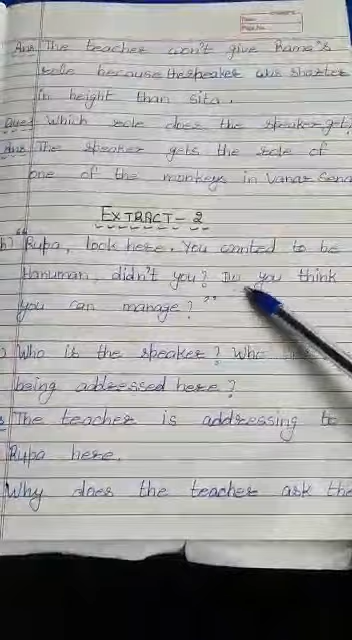 Ans The teacher won't give Rama's
role because the speaker was shorter
in height than sita.
Ques Which role does the speaker get?
Ans The speaker gets the role of
one of the monkeys in Vanar Sena
EXTRACT-2
"Rupa, look here. You wanted to be
Hanuman, didn't you? Do you think
you can manage?"
Who is the speaker? Who
being addressed here?
The teacher is addressing to
Rupa here.
Why does the teacher ask the